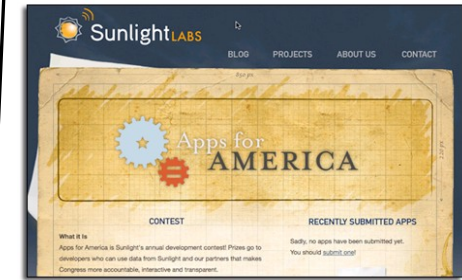 Sunlight LABS
BLOG PROJECTS ABOUT US CONTACT
Apps for
AMERICA
CONTEST
What it Is
Apps for America is Sunlight's annual development contest! Prizes go to
developers who can use data from Sunlight and our partners that makes
Congress more accountable, interactive and transparent.
RECENTLY SUBMITTED APPS
Sadly, no apps have been submitted yet.
You should submit one!